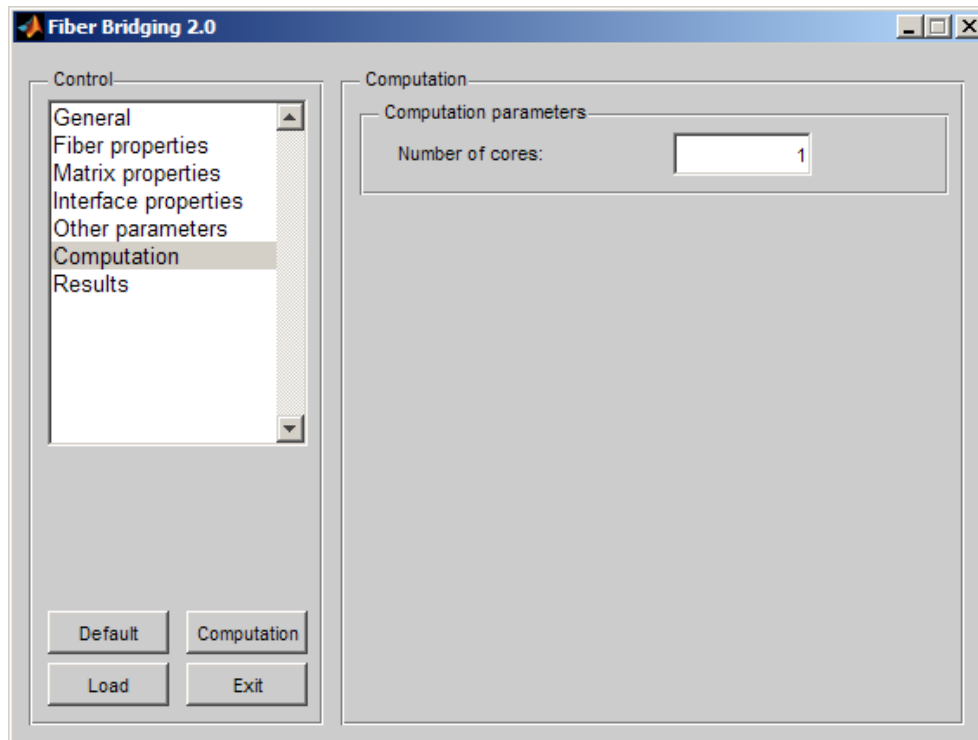 Fiber Bridging 2.0
Control
General
Fiber properties
Matrix properties
Interface properties
Other parameters
Computation
Results
Default
Computation
Load
Exit
Computation
Computation parameters
Number of cores: 1